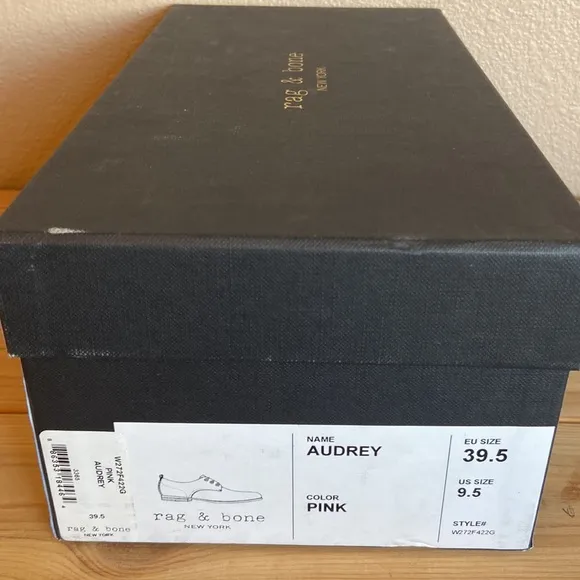 rag & bone
NEW YORK
W272F422G
PINK
AUDREY
3365
39.5
rag & bone
NEW YORK
rag & bone
NEW YORK
NAME
AUDREY
COLOR
PINK
EU SIZE
39.5
US SIZE
9.5
STYLE#
W272F422G